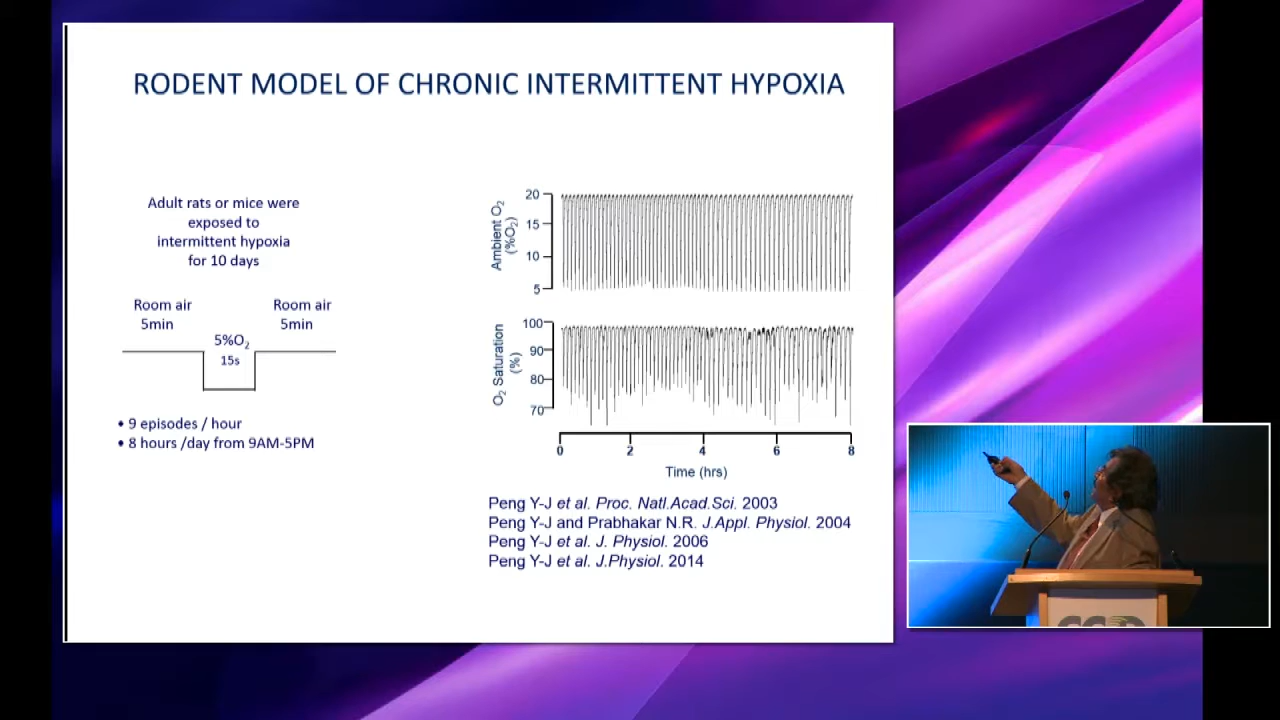 RODENT MODEL OF CHRONIC INTERMITTENT HYPOXIA
Adult rats or mice were
exposed to
intermittent hypoxia
for 10 days
Room air
5min
Room air
5min
5%O₂
15s
• 9 episodes / hour
• 8 hours /day from 9AM-5PM
Ambient O₂
(%O₂)
20
15
10
5
O₂ Saturation
(%)
100
90
80
70
0 2 4 6 8
Time (hrs)
Peng Y-J et al. Proc. Natl.Acad.Sci. 2003
Peng Y-J and Prabhakar N.R. J.Appl. Physiol. 2004
Peng Y-J et al. J. Physiol. 2006
Peng Y-J et al. J.Physiol. 2014